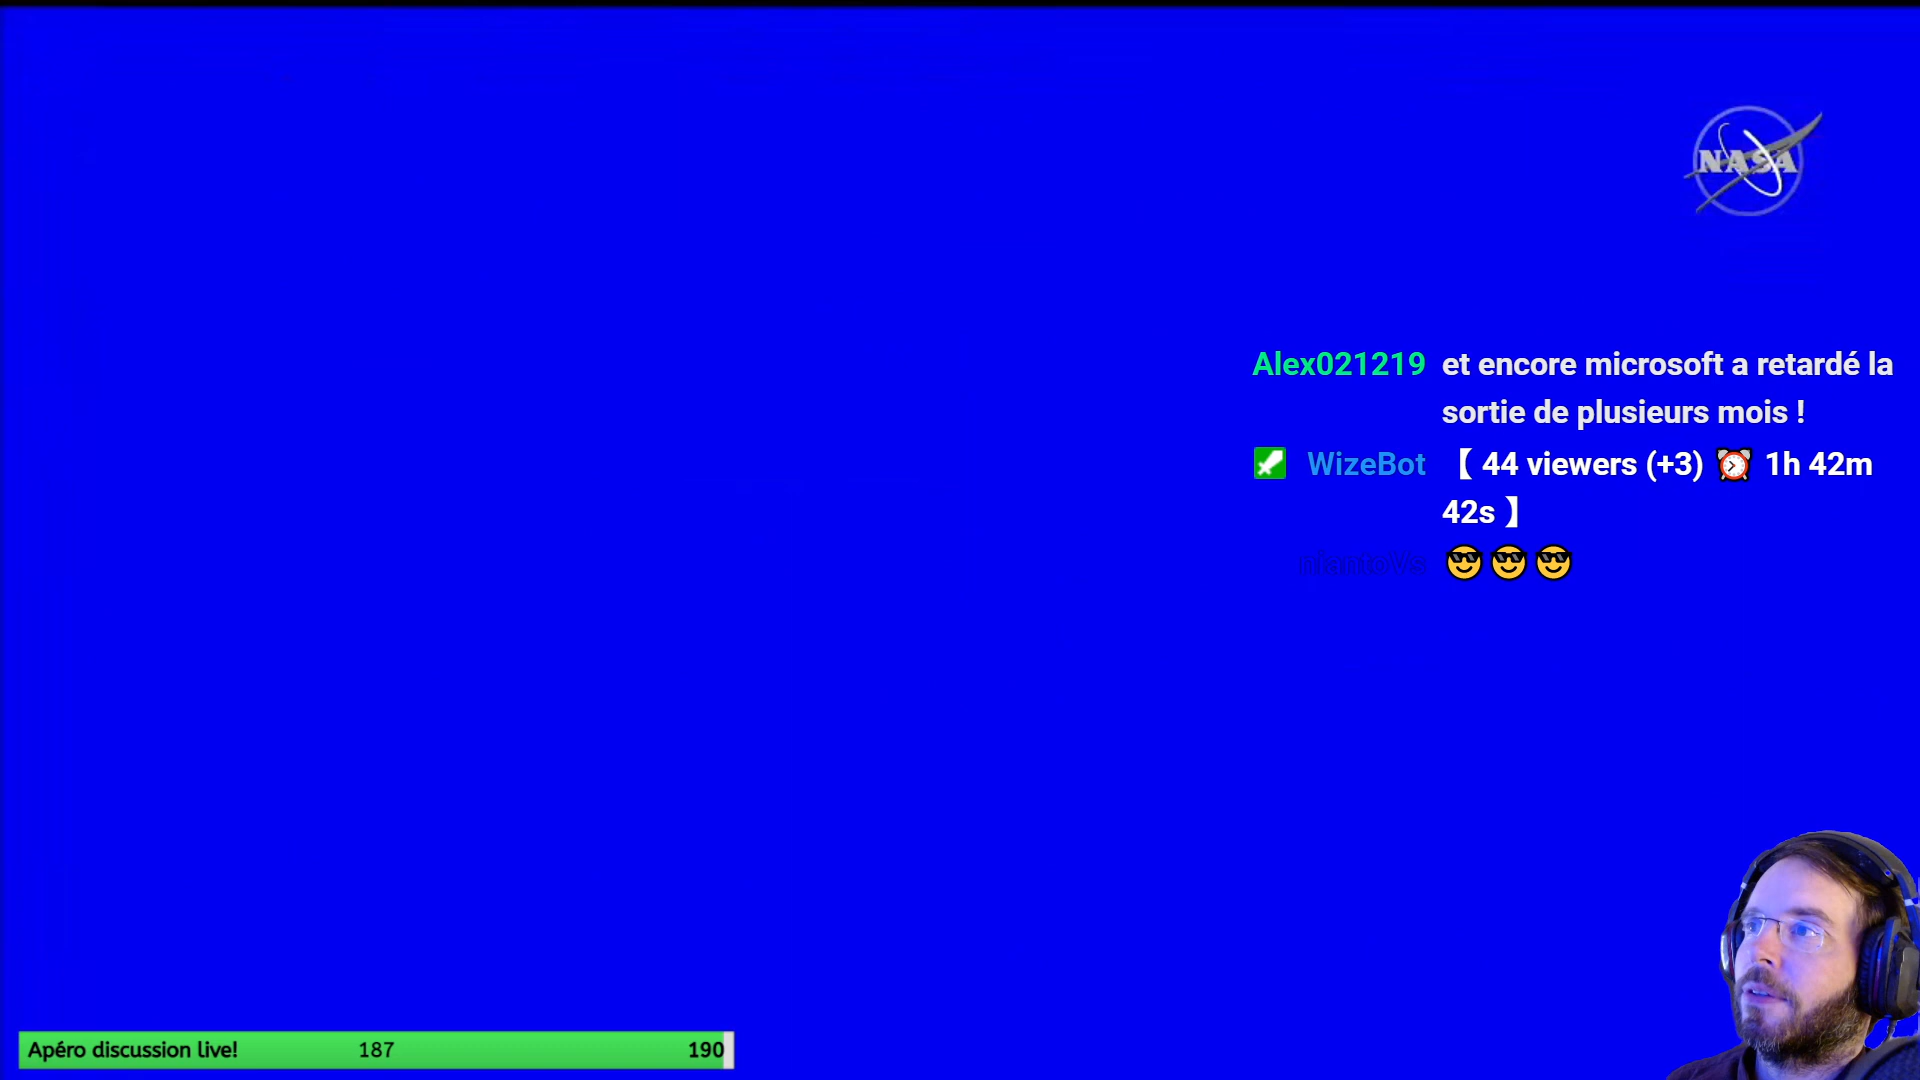 NASA
Alex021219 et encore microsoft a retardé la
sortie de plusieurs mois !
WizeBot 【 44 viewers (+3) ⏰ 1h 42m
42s 】
niantoVs 😎 😎 😎
Apéro discussion live! 187 190